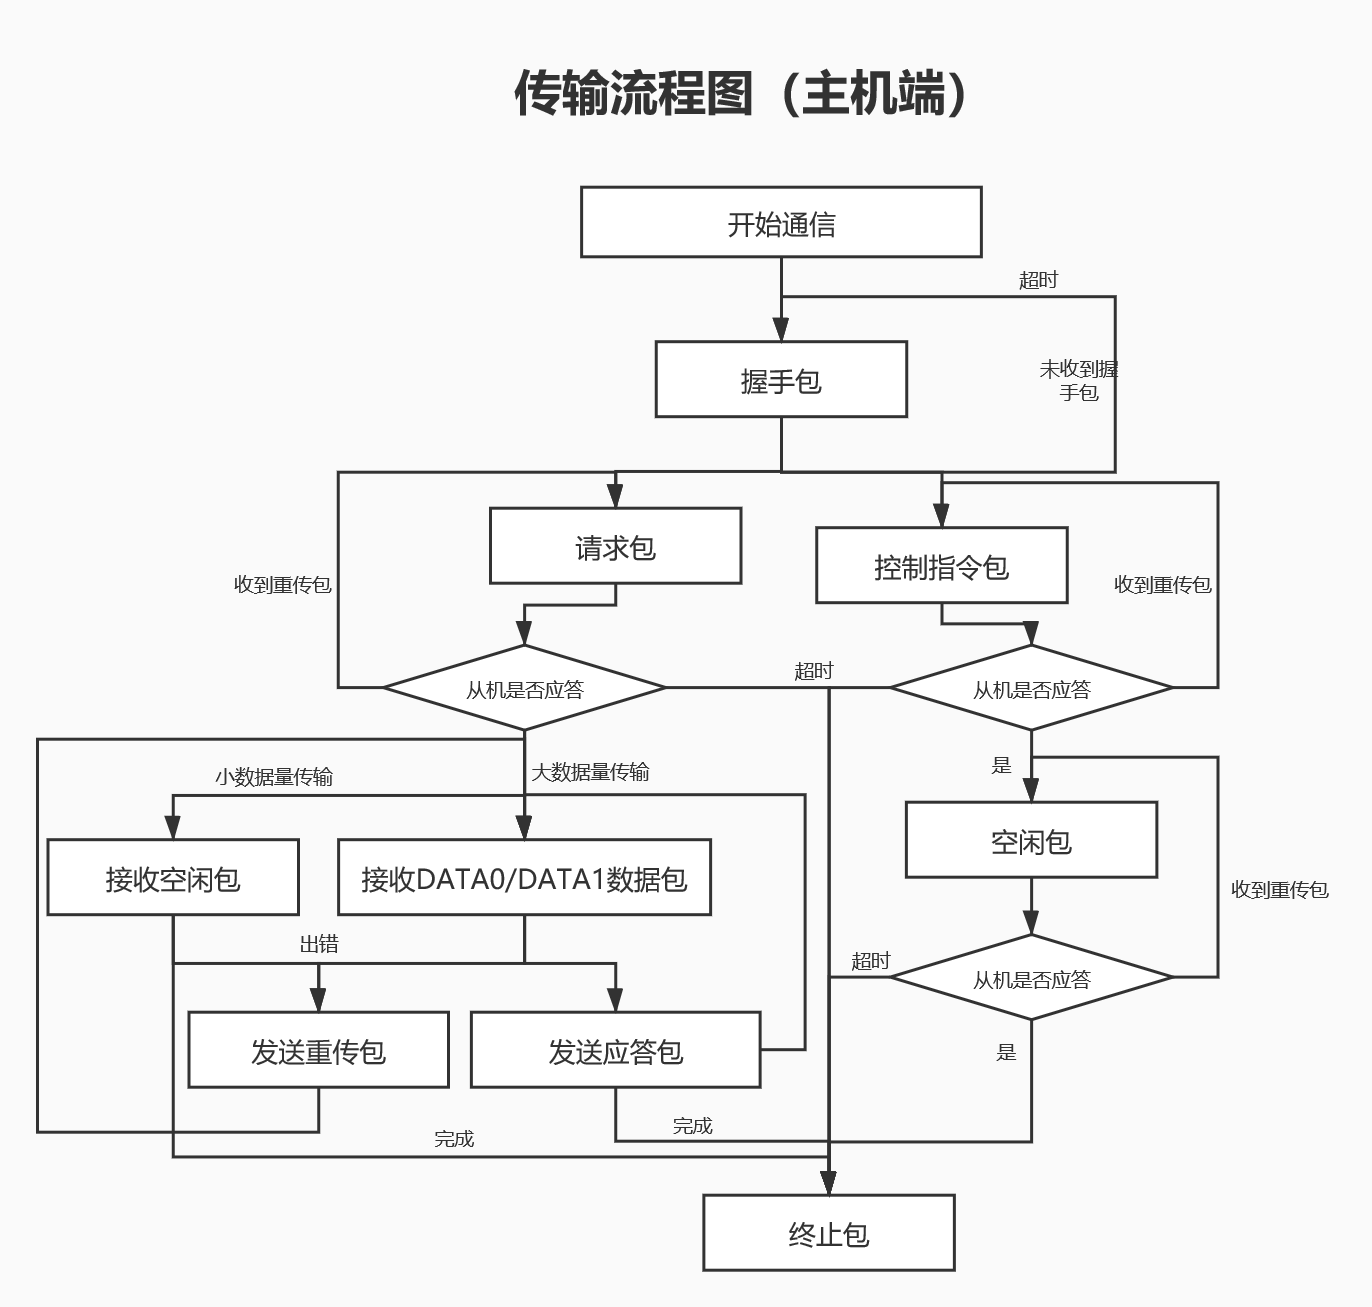 传输流程图（主机端）
开始通信
超时
握手包
未收到握
手包
请求包
控制指令包
收到重传包
收到重传包
从机是否应答
超时
从机是否应答
小数据量传输
大数据量传输
是
接收空闲包
接收DATA0/DATA1数据包
空闲包
收到重传包
出错
超时
从机是否应答
发送重传包
发送应答包
是
完成
完成
终止包